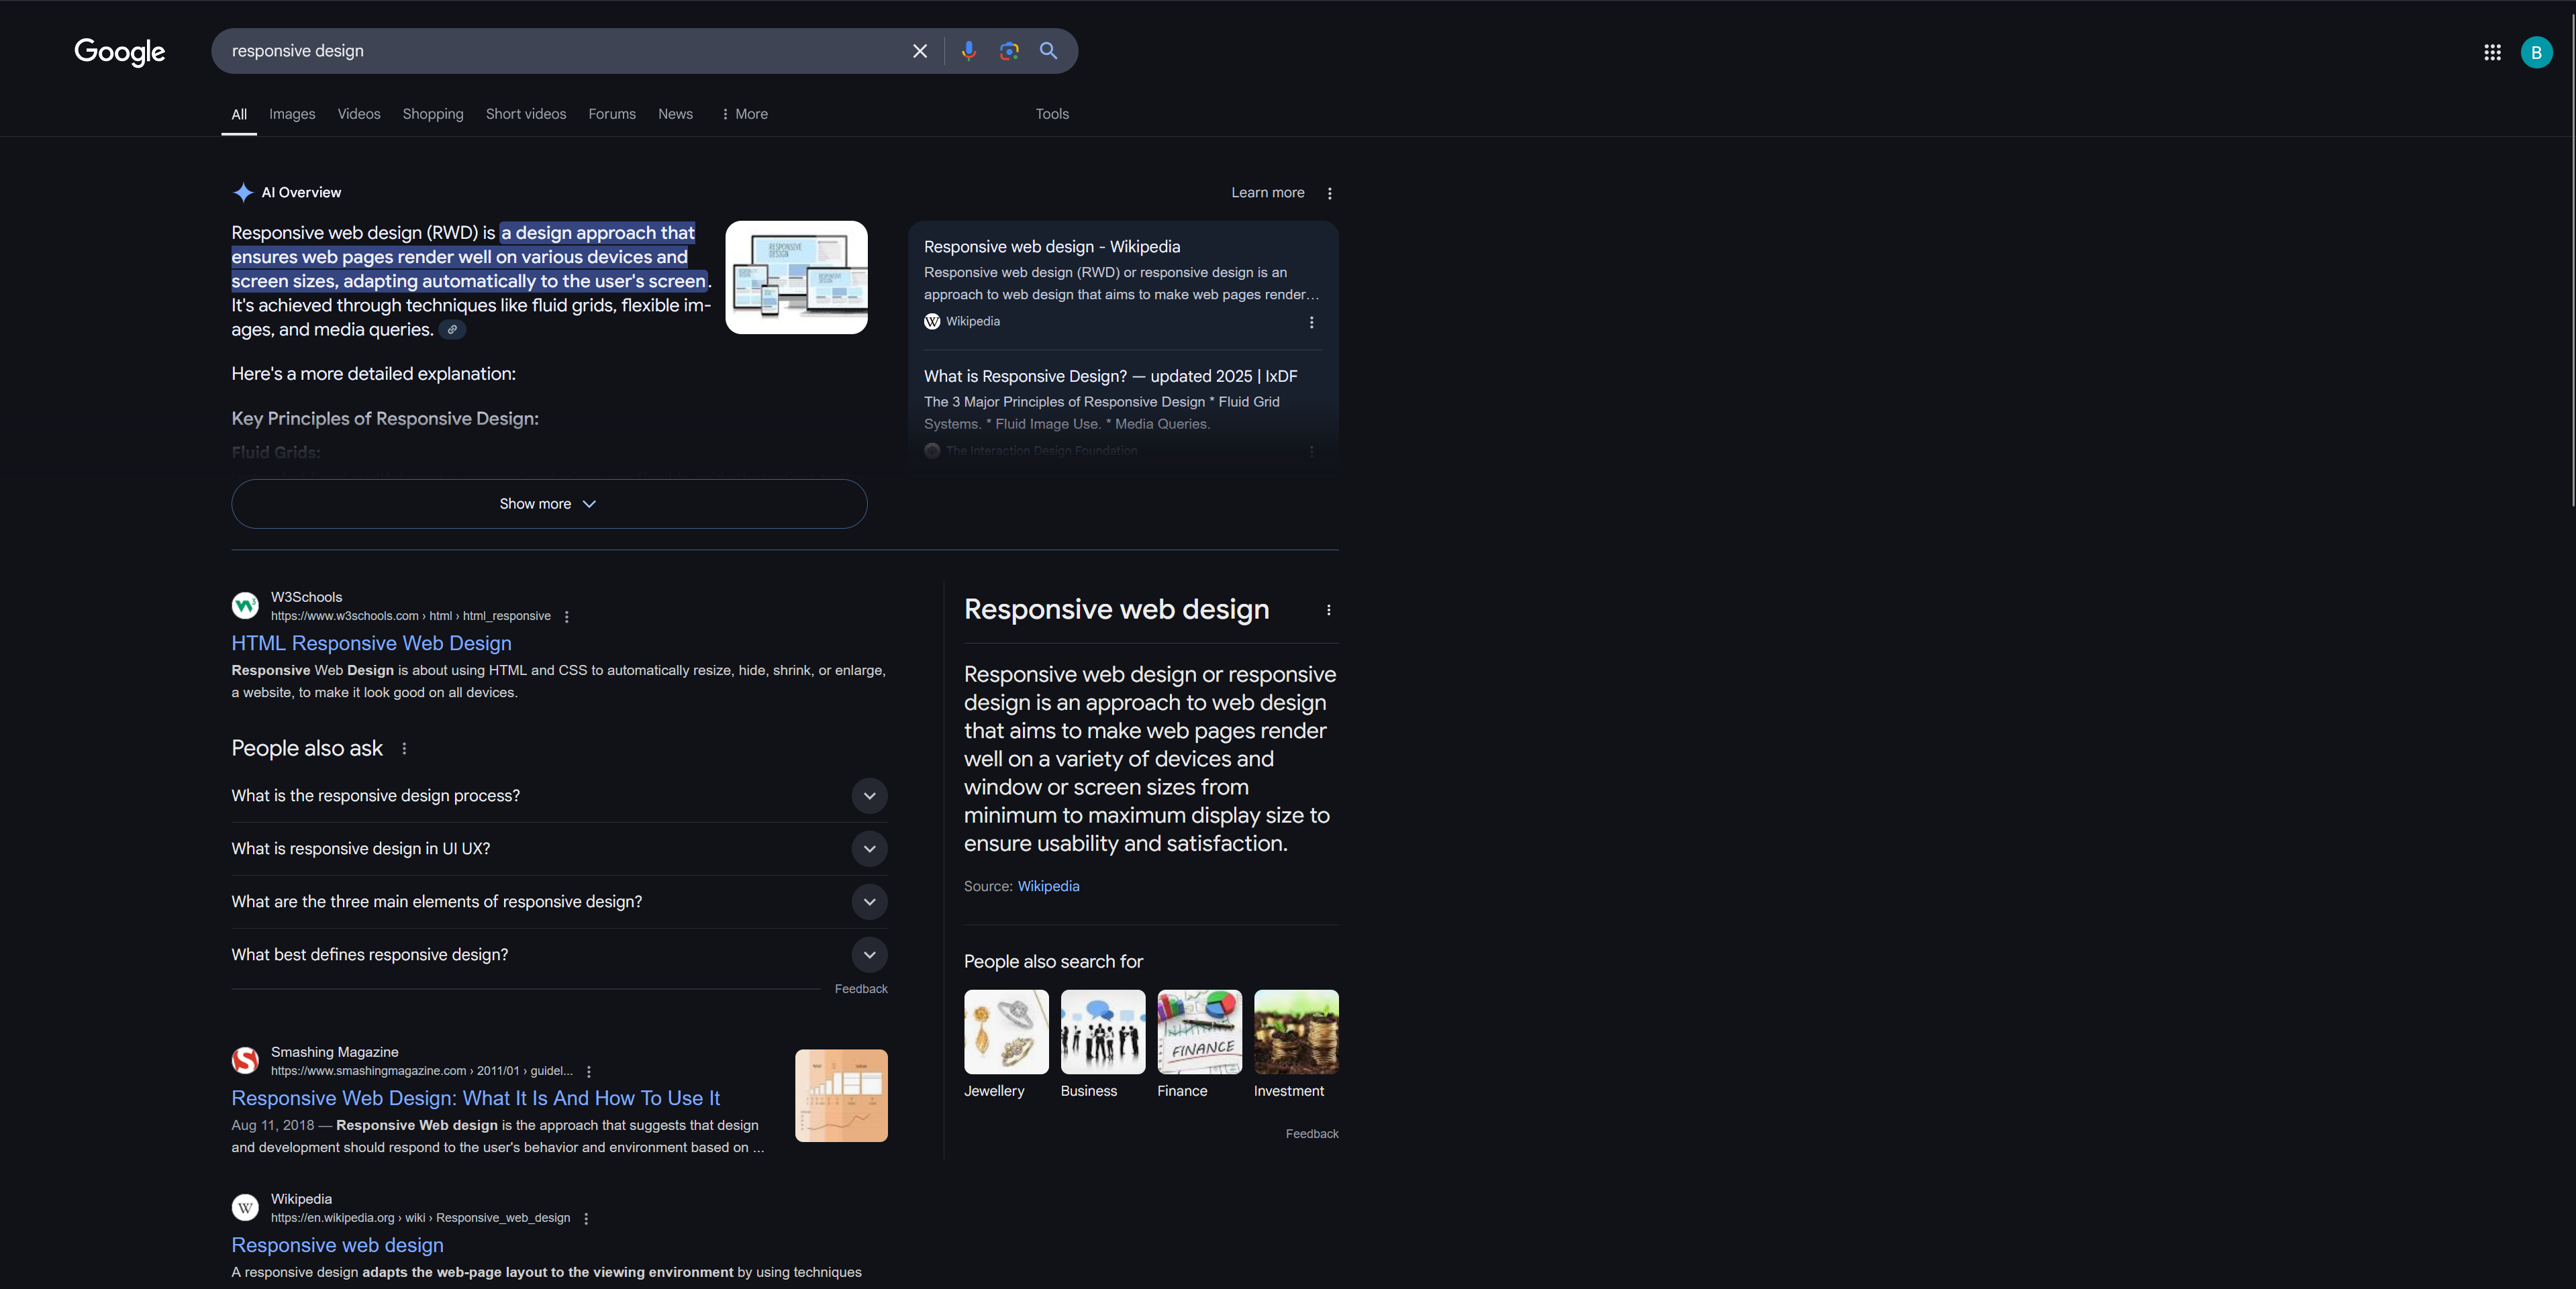 Google
responsive design
B
All
Images
Videos
Shopping
Short videos
Forums
News
More
Tools
AI Overview
Learn more
Responsive web design (RWD) is a design approach that
ensures web pages render well on various devices and
screen sizes, adapting automatically to the user's screen.
It's achieved through techniques like fluid grids, flexible im-
ages, and media queries.
Here's a more detailed explanation:
Key Principles of Responsive Design:
Fluid Grids:
Show more
RESPONSIVE
DESIGN
Responsive web design - Wikipedia
Responsive web design (RWD) or responsive design is an
approach to web design that aims to make web pages render...
Wikipedia
What is Responsive Design? — updated 2025 | IxDF
The 3 Major Principles of Responsive Design * Fluid Grid
Systems. * Fluid Image Use. * Media Queries.
The Interaction Design Foundation
W3Schools
https://www.w3schools.com › html › html_responsive
HTML Responsive Web Design
Responsive Web Design is about using HTML and CSS to automatically resize, hide, shrink, or enlarge,
a website, to make it look good on all devices.
People also ask
What is the responsive design process?
What is responsive design in UI UX?
What are the three main elements of responsive design?
What best defines responsive design?
Feedback
Smashing Magazine
https://www.smashingmagazine.com › 2011/01 › guidel...
Responsive Web Design: What It Is And How To Use It
Aug 11, 2018 — Responsive Web design is the approach that suggests that design
and development should respond to the user's behavior and environment based on ...
Wikipedia
https://en.wikipedia.org › wiki › Responsive_web_design
Responsive web design
A responsive design adapts the web-page layout to the viewing environment by using techniques
Responsive web design
Responsive web design or responsive
design is an approach to web design
that aims to make web pages render
well on a variety of devices and
window or screen sizes from
minimum to maximum display size to
ensure usability and satisfaction.
Source: Wikipedia
People also search for
FINANCE
Jewellery
Business
Finance
Investment
Feedback